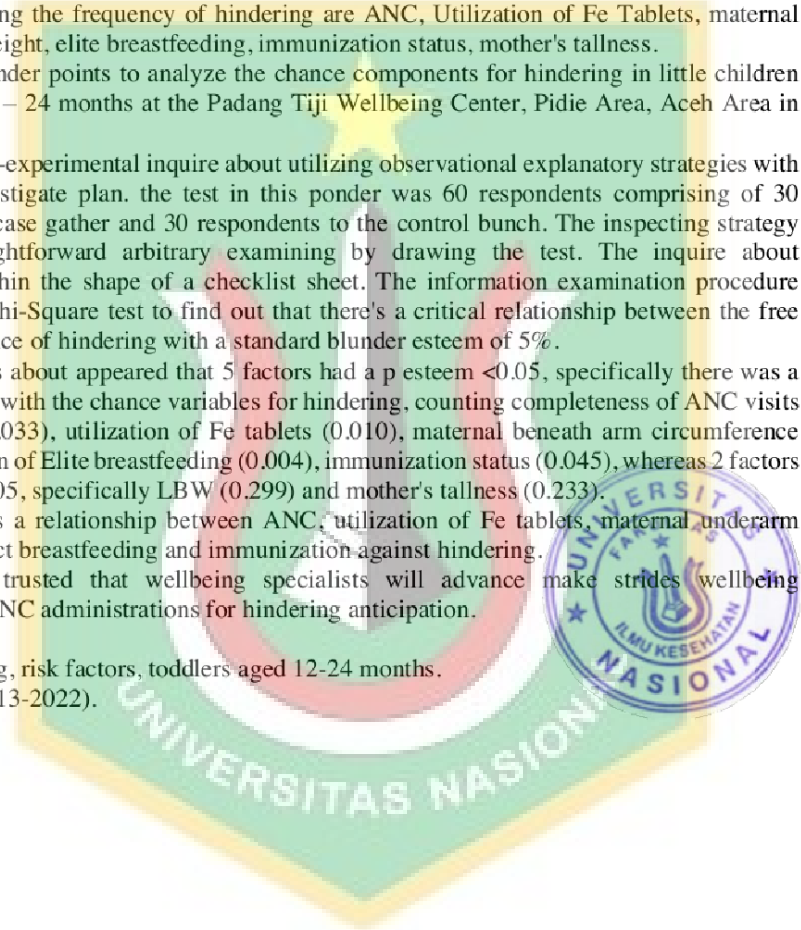 ng the frequency of hindering are ANC, Utilization of Fe Tablets, maternal
eight, elite breastfeeding, immunization status, mother's tallness.
nder points to analyze the chance components for hindering in little children
– 24 months at the Padang Tiji Wellbeing Center, Pidie Area, Aceh Area in
-experimental inquire about utilizing observational explanatory strategies with
stigate plan. the test in this ponder was 60 respondents comprising of 30
case gather and 30 respondents to the control bunch. The inspecting strategy
ghtforward arbitrary examining by drawing the test. The inquire about
hin the shape of a checklist sheet. The information examination procedure
hi-Square test to find out that there's a critical relationship between the free
ce of hindering with a standard blunder esteem of 5%.
s about appeared that 5 factors had a p esteem <0.05, specifically there was a
with the chance variables for hindering, counting completeness of ANC visits
033), utilization of Fe tablets (0.010), maternal beneath arm circumference
n of Elite breastfeeding (0.004), immunization status (0.045), whereas 2 factors
05, specifically LBW (0.299) and mother's tallness (0.233).
s a relationship between ANC, utilization of Fe tablets, maternal underarm
ct breastfeeding and immunization against hindering.
trusted that wellbeing specialists will advance make strides wellbeing
NC administrations for hindering anticipation.
g, risk factors, toddlers aged 12-24 months.
13-2022).
UNIVERSITAS NASIONAL
UNIVERSITAS
FAKULTAS
ILMU KESEHATAN
NASIONAL